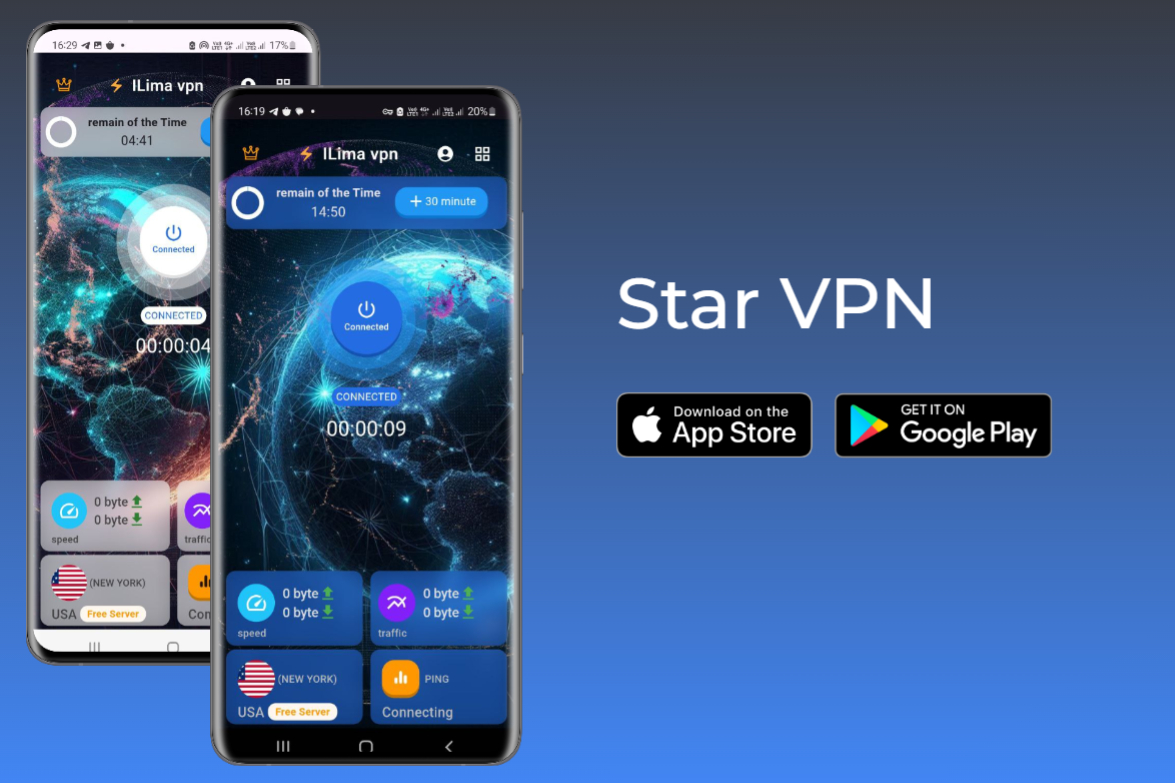 16:29
17%
ILima vpn
remain of the Time
04:41
Connected
CONNECTED
00:00:04
0 byte
0 byte
speed
traffic
(NEW YORK)
USA Free Server
Con
16:19
20%
ILima vpn
remain of the Time
14:50
+ 30 minute
Connected
CONNECTED
00:00:09
0 byte
0 byte
speed
0 byte
0 byte
traffic
(NEW YORK)
USA Free Server
PING
Connecting
Star VPN
Download on the
App Store
GET IT ON
Google Play